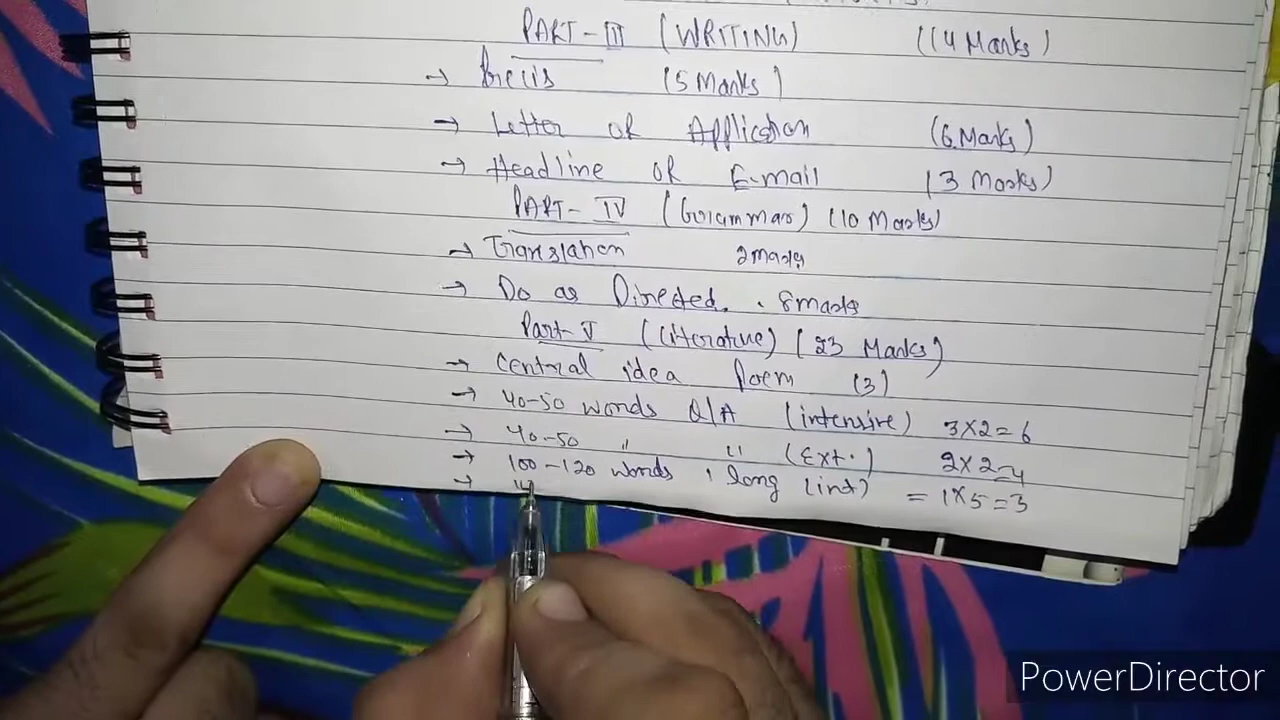 PART-III (WRITING) (14 Marks)
→ Precis (5 Marks)
→ Letter or Application (6 Marks)
→ Headline or E-mail (3 Marks)
PART-IV (Grammar) (10 Marks)
→ Translation 2 marks
→ Do as Directed. 8 marks
Part-V (Literature) (23 Marks)
→ Central idea Poem (3)
→ 40-50 words Q/A (intensive) 3x2=6
→ 40-50 " " (Ext.) 2x2=4
→ 100-120 words, long (int) = 1x5=3
→
PowerDirector